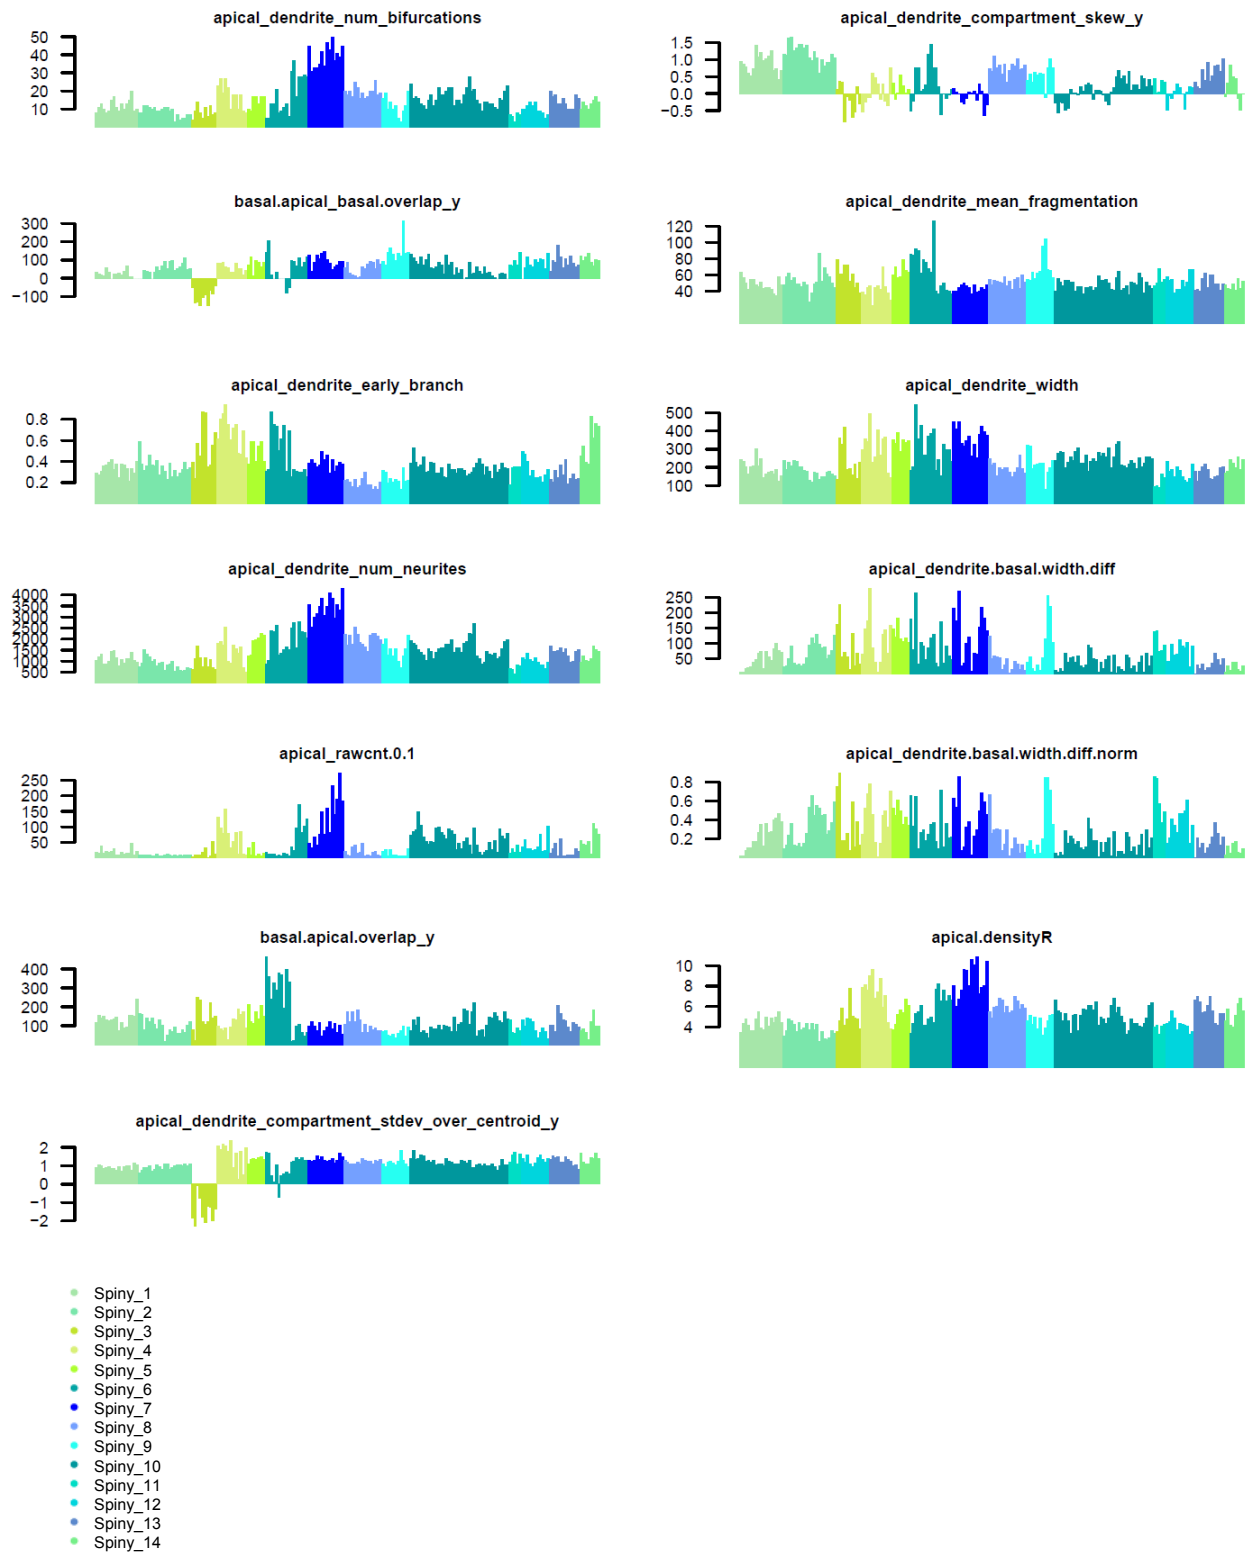 apical_dendrite_num_bifurcations
50
40
30
20
10
apical_dendrite_compartment_skew_y
1.5
1.0
0.5
0.0
−0.5
basal.apical_basal.overlap_y
300
200
100
0
−100
apical_dendrite_mean_fragmentation
120
100
80
60
40
apical_dendrite_early_branch
0.8
0.6
0.4
0.2
apical_dendrite_width
500
400
300
200
100
apical_dendrite_num_neurites
4000
3500
3000
2500
2000
1500
1000
500
apical_dendrite.basal.width.diff
250
200
150
100
50
apical_rawcnt.0.1
250
200
150
100
50
apical_dendrite.basal.width.diff.norm
0.8
0.6
0.4
0.2
basal.apical.overlap_y
400
300
200
100
apical.densityR
10
8
6
4
apical_dendrite_compartment_stdev_over_centroid_y
2
1
0
−1
−2
Spiny_1
Spiny_2
Spiny_3
Spiny_4
Spiny_5
Spiny_6
Spiny_7
Spiny_8
Spiny_9
Spiny_10
Spiny_11
Spiny_12
Spiny_13
Spiny_14